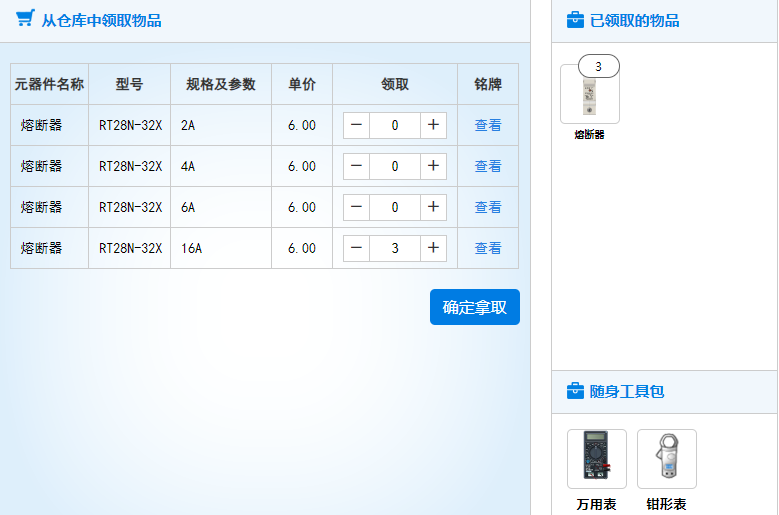 从仓库中领取物品
元器件名称 型号 规格及参数 单价 领取 铭牌
熔断器 RT28N-32X 2A 6.00 — 0 + 查看
熔断器 RT28N-32X 4A 6.00 — 0 + 查看
熔断器 RT28N-32X 6A 6.00 — 0 + 查看
熔断器 RT28N-32X 16A 6.00 — 3 + 查看
确定拿取
已领取的物品
3
熔断器
随身工具包
万用表 钳形表